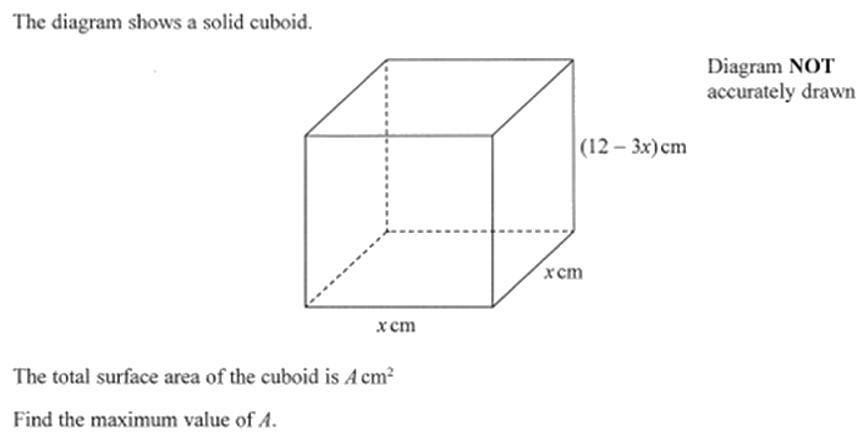 The diagram shows a solid cuboid.
Diagram NOT
accurately drawn
(12 – 3x) cm
x cm
x cm
The total surface area of the cuboid is A cm²
Find the maximum value of A.